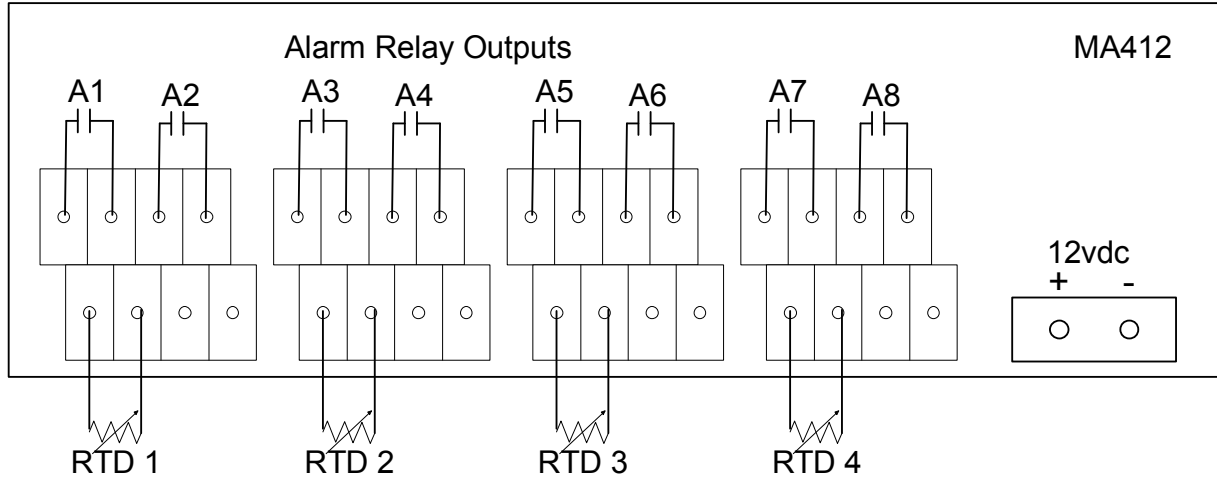 Alarm Relay Outputs MA412
A1 A2 A3 A4 A5 A6 A7 A8
12vdc
+ -
RTD 1 RTD 2 RTD 3 RTD 4